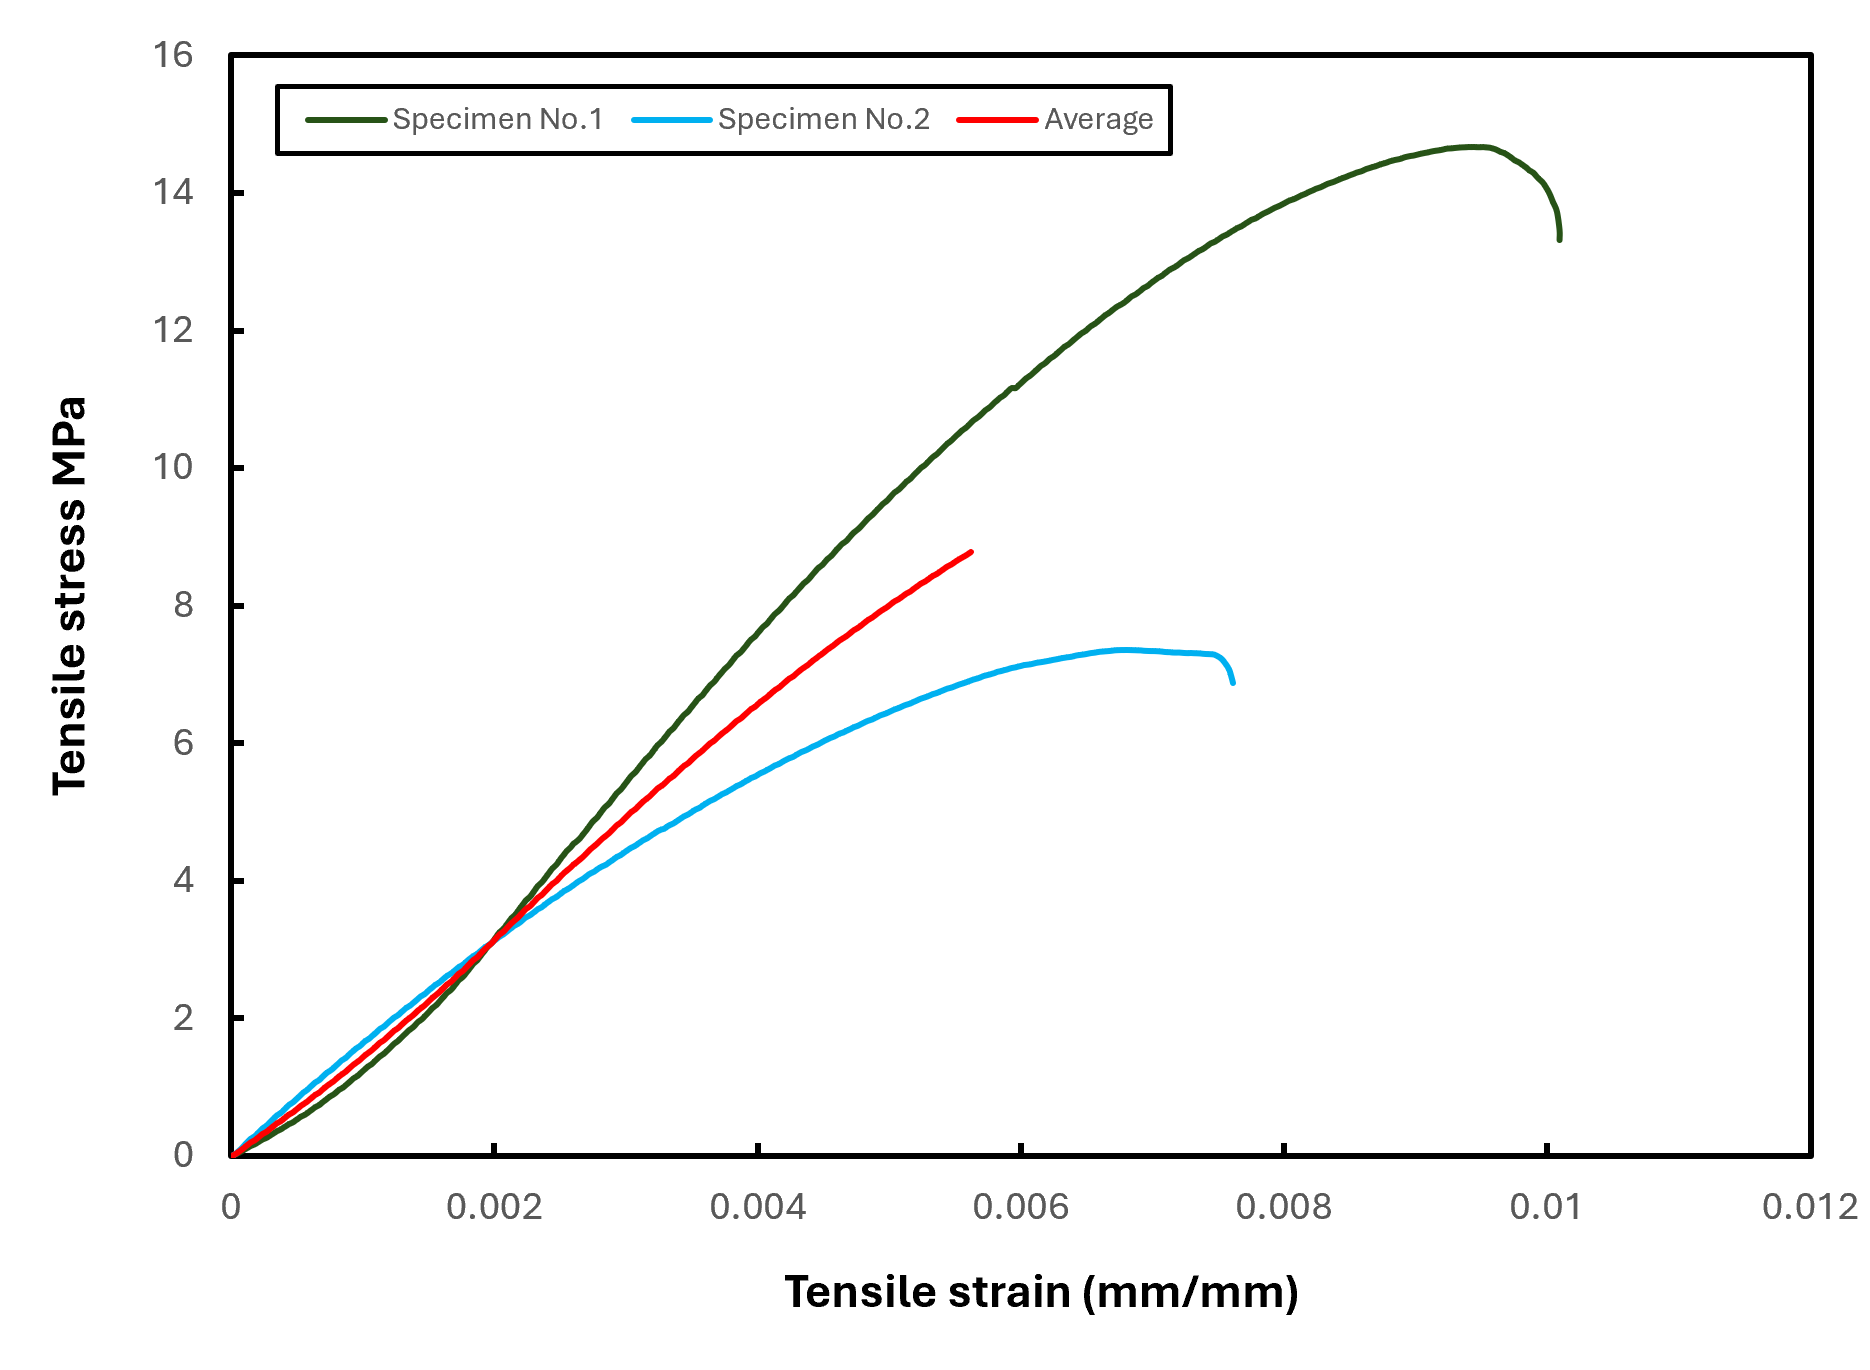 16
Specimen No.1 Specimen No.2 Average
14
12
10
8
6
4
2
0
Tensile stress MPa
0 0.002 0.004 0.006 0.008 0.01 0.012
Tensile strain (mm/mm)